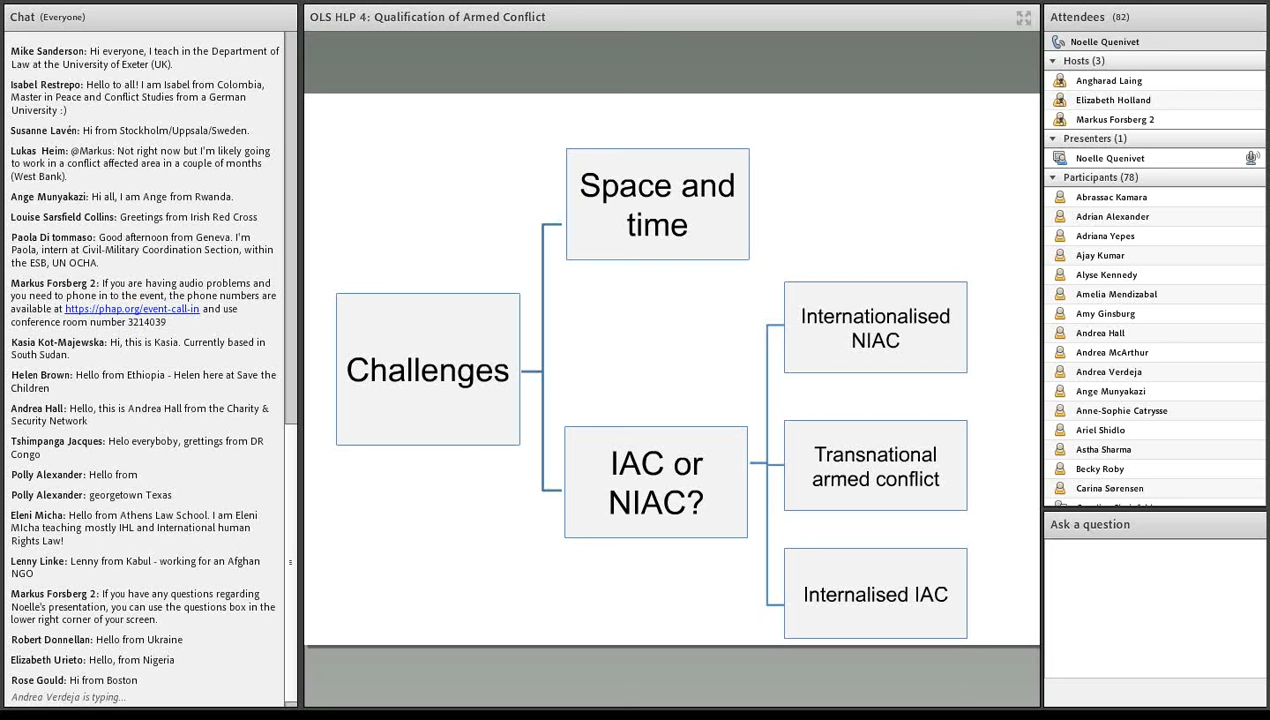 Chat (Everyone)
Mike Sanderson: Hi everyone, I teach in the Department of
Law at the University of Exeter (UK).
Isabel Restrepo: Hello to all! I am Isabel from Colombia,
Master in Peace and Conflict Studies from a German
University :)
Susanne Lavén: Hi from Stockholm/Uppsala/Sweden.
Lukas Heim: @Markus: Not right now but I'm likely going
to work in a conflict affected area in a couple of months
(West Bank).
Ange Munyakazi: Hi all, I am Ange from Rwanda.
Louise Sarsfield Collins: Greetings from Irish Red Cross
Paola Di tommaso: Good afternoon from Geneva. I'm
Paola, intern at Civil-Military Coordination Section, within
the ESB, UN OCHA.
Markus Forsberg 2: If you are having audio problems and
you need to phone in to the event, the phone numbers are
available at https://phap.org/event-call-in and use
conference room number 3214039
Kasia Kot-Majewska: Hi, this is Kasia. Currently based in
South Sudan.
Helen Brown: Hello from Ethiopia - Helen here at Save the
Children
Andrea Hall: Hello, this is Andrea Hall from the Charity &
Security Network
Tshimpanga Jacques: Helo everyboby, grettings from DR
Congo
Polly Alexander: Hello from
Polly Alexander: georgetown Texas
Eleni Micha: Hello from Athens Law School. I am Eleni
MIcha teaching mostly IHL and International human
Rights Law!
Lenny Linke: Lenny from Kabul - working for an Afghan
NGO
Markus Forsberg 2: If you have any questions regarding
Noelle's presentation, you can use the questions box in the
lower right corner of your screen.
Robert Donnellan: Hello from Ukraine
Elizabeth Urieto: Hello, from Nigeria
Rose Gould: Hi from Boston
Andrea Verdeja is typing...
OLS HLP 4: Qualification of Armed Conflict
Challenges
Space and
time
IAC or
NIAC?
Internationalised
NIAC
Transnational
armed conflict
Internalised IAC
Attendees (82)
Noelle Quenivet
Hosts (3)
Angharad Laing
Elizabeth Holland
Markus Forsberg 2
Presenters (1)
Noelle Quenivet
Participants (78)
Abrassac Kamara
Adrian Alexander
Adriana Yepes
Ajay Kumar
Alyse Kennedy
Amelia Mendizabal
Amy Ginsburg
Andrea Hall
Andrea McArthur
Andrea Verdeja
Ange Munyakazi
Anne-Sophie Catrysse
Ariel Shidlo
Astha Sharma
Becky Roby
Carina Sørensen
Ask a question